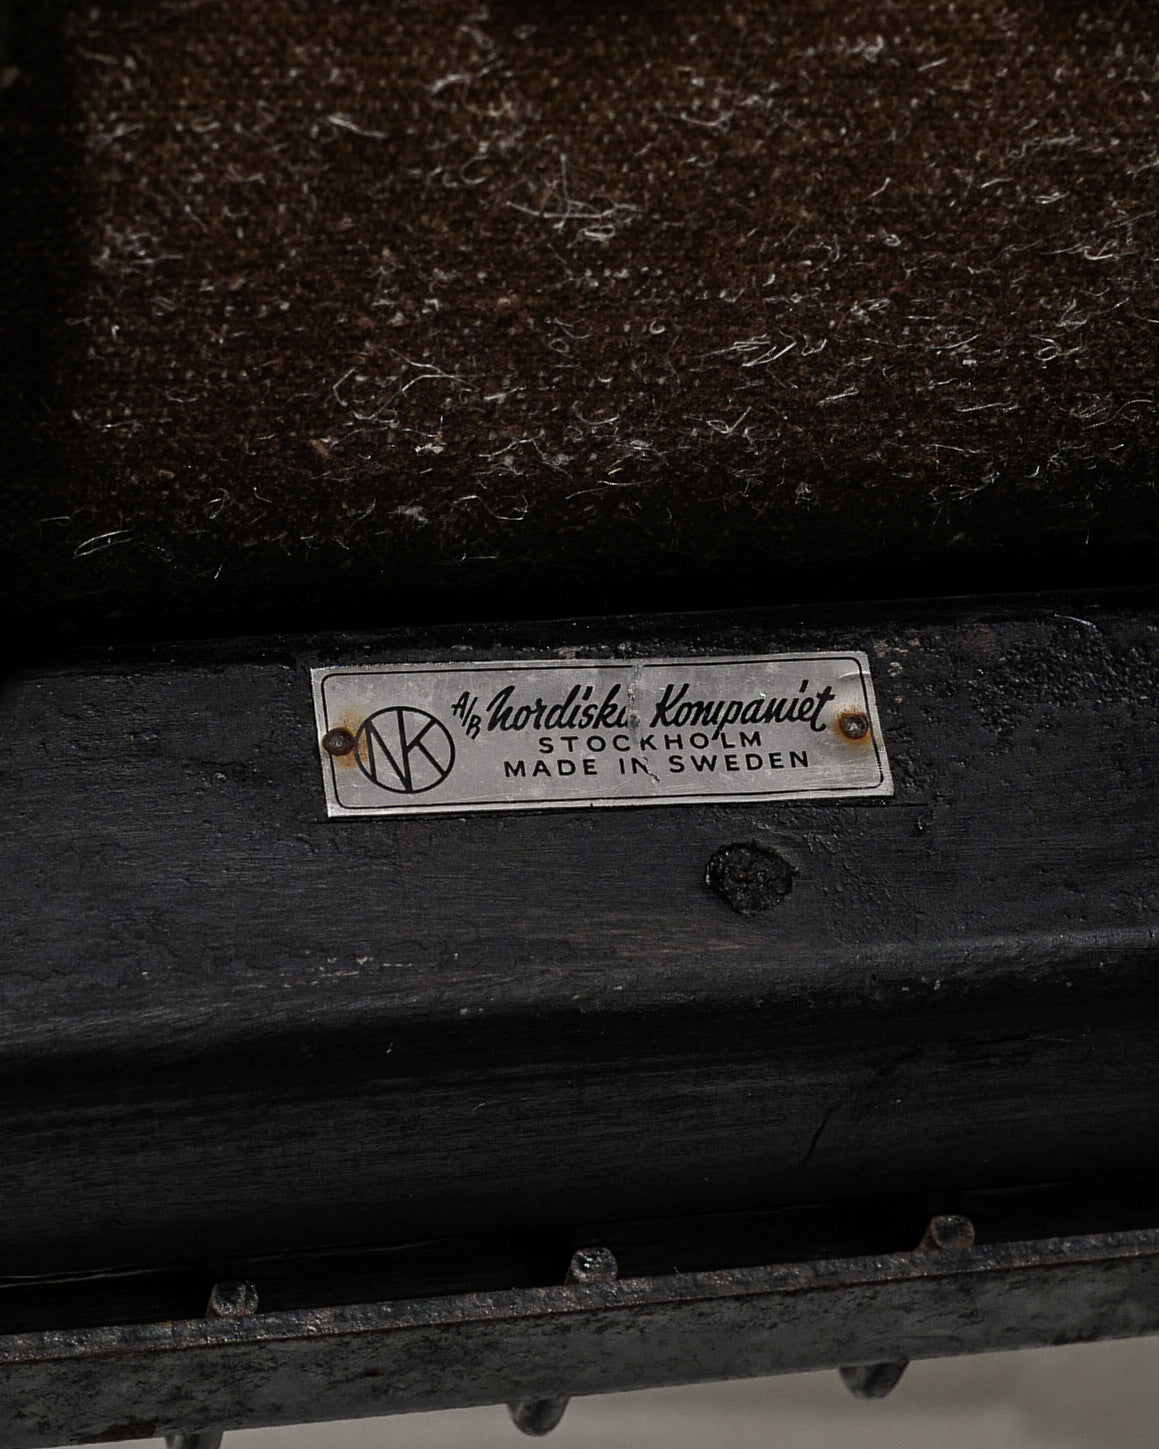 NK
A/B Nordiska Kompaniet
STOCKHOLM
MADE IN SWEDEN